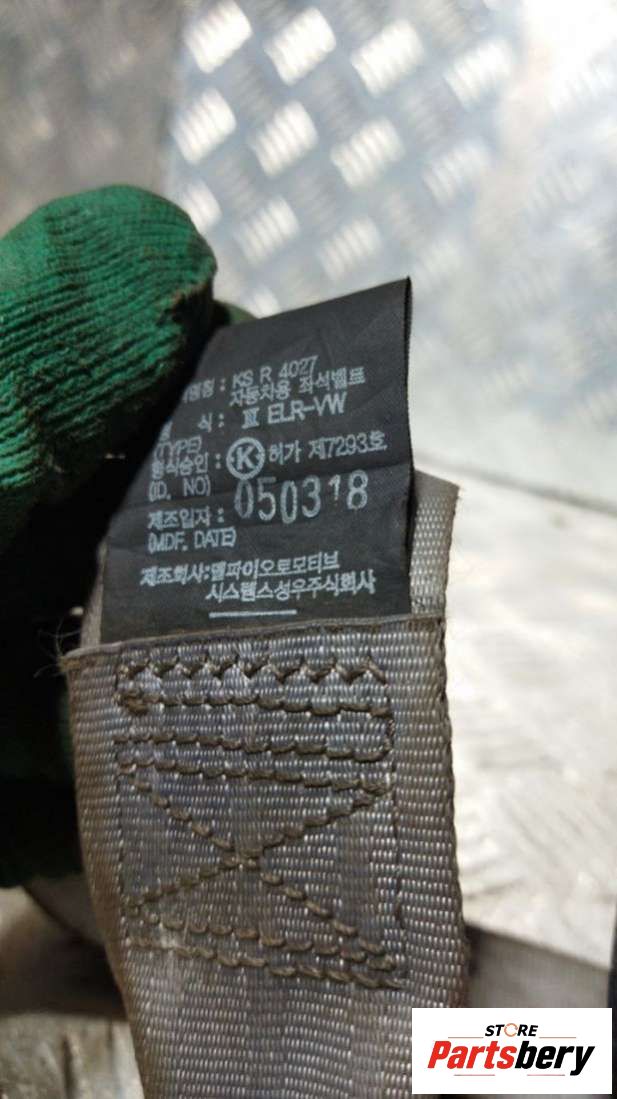 KS R 4027
자동차용 좌석벨트
식 : Ⅲ ELR-VW
(TYPE)
형식승인 : K 허가 제7293호
(ID. NO)
제조일자 : 050318
(MDF. DATE)
제조회사:델파이오토모티브
시스템스성우주식회사
STORE
Partsbery